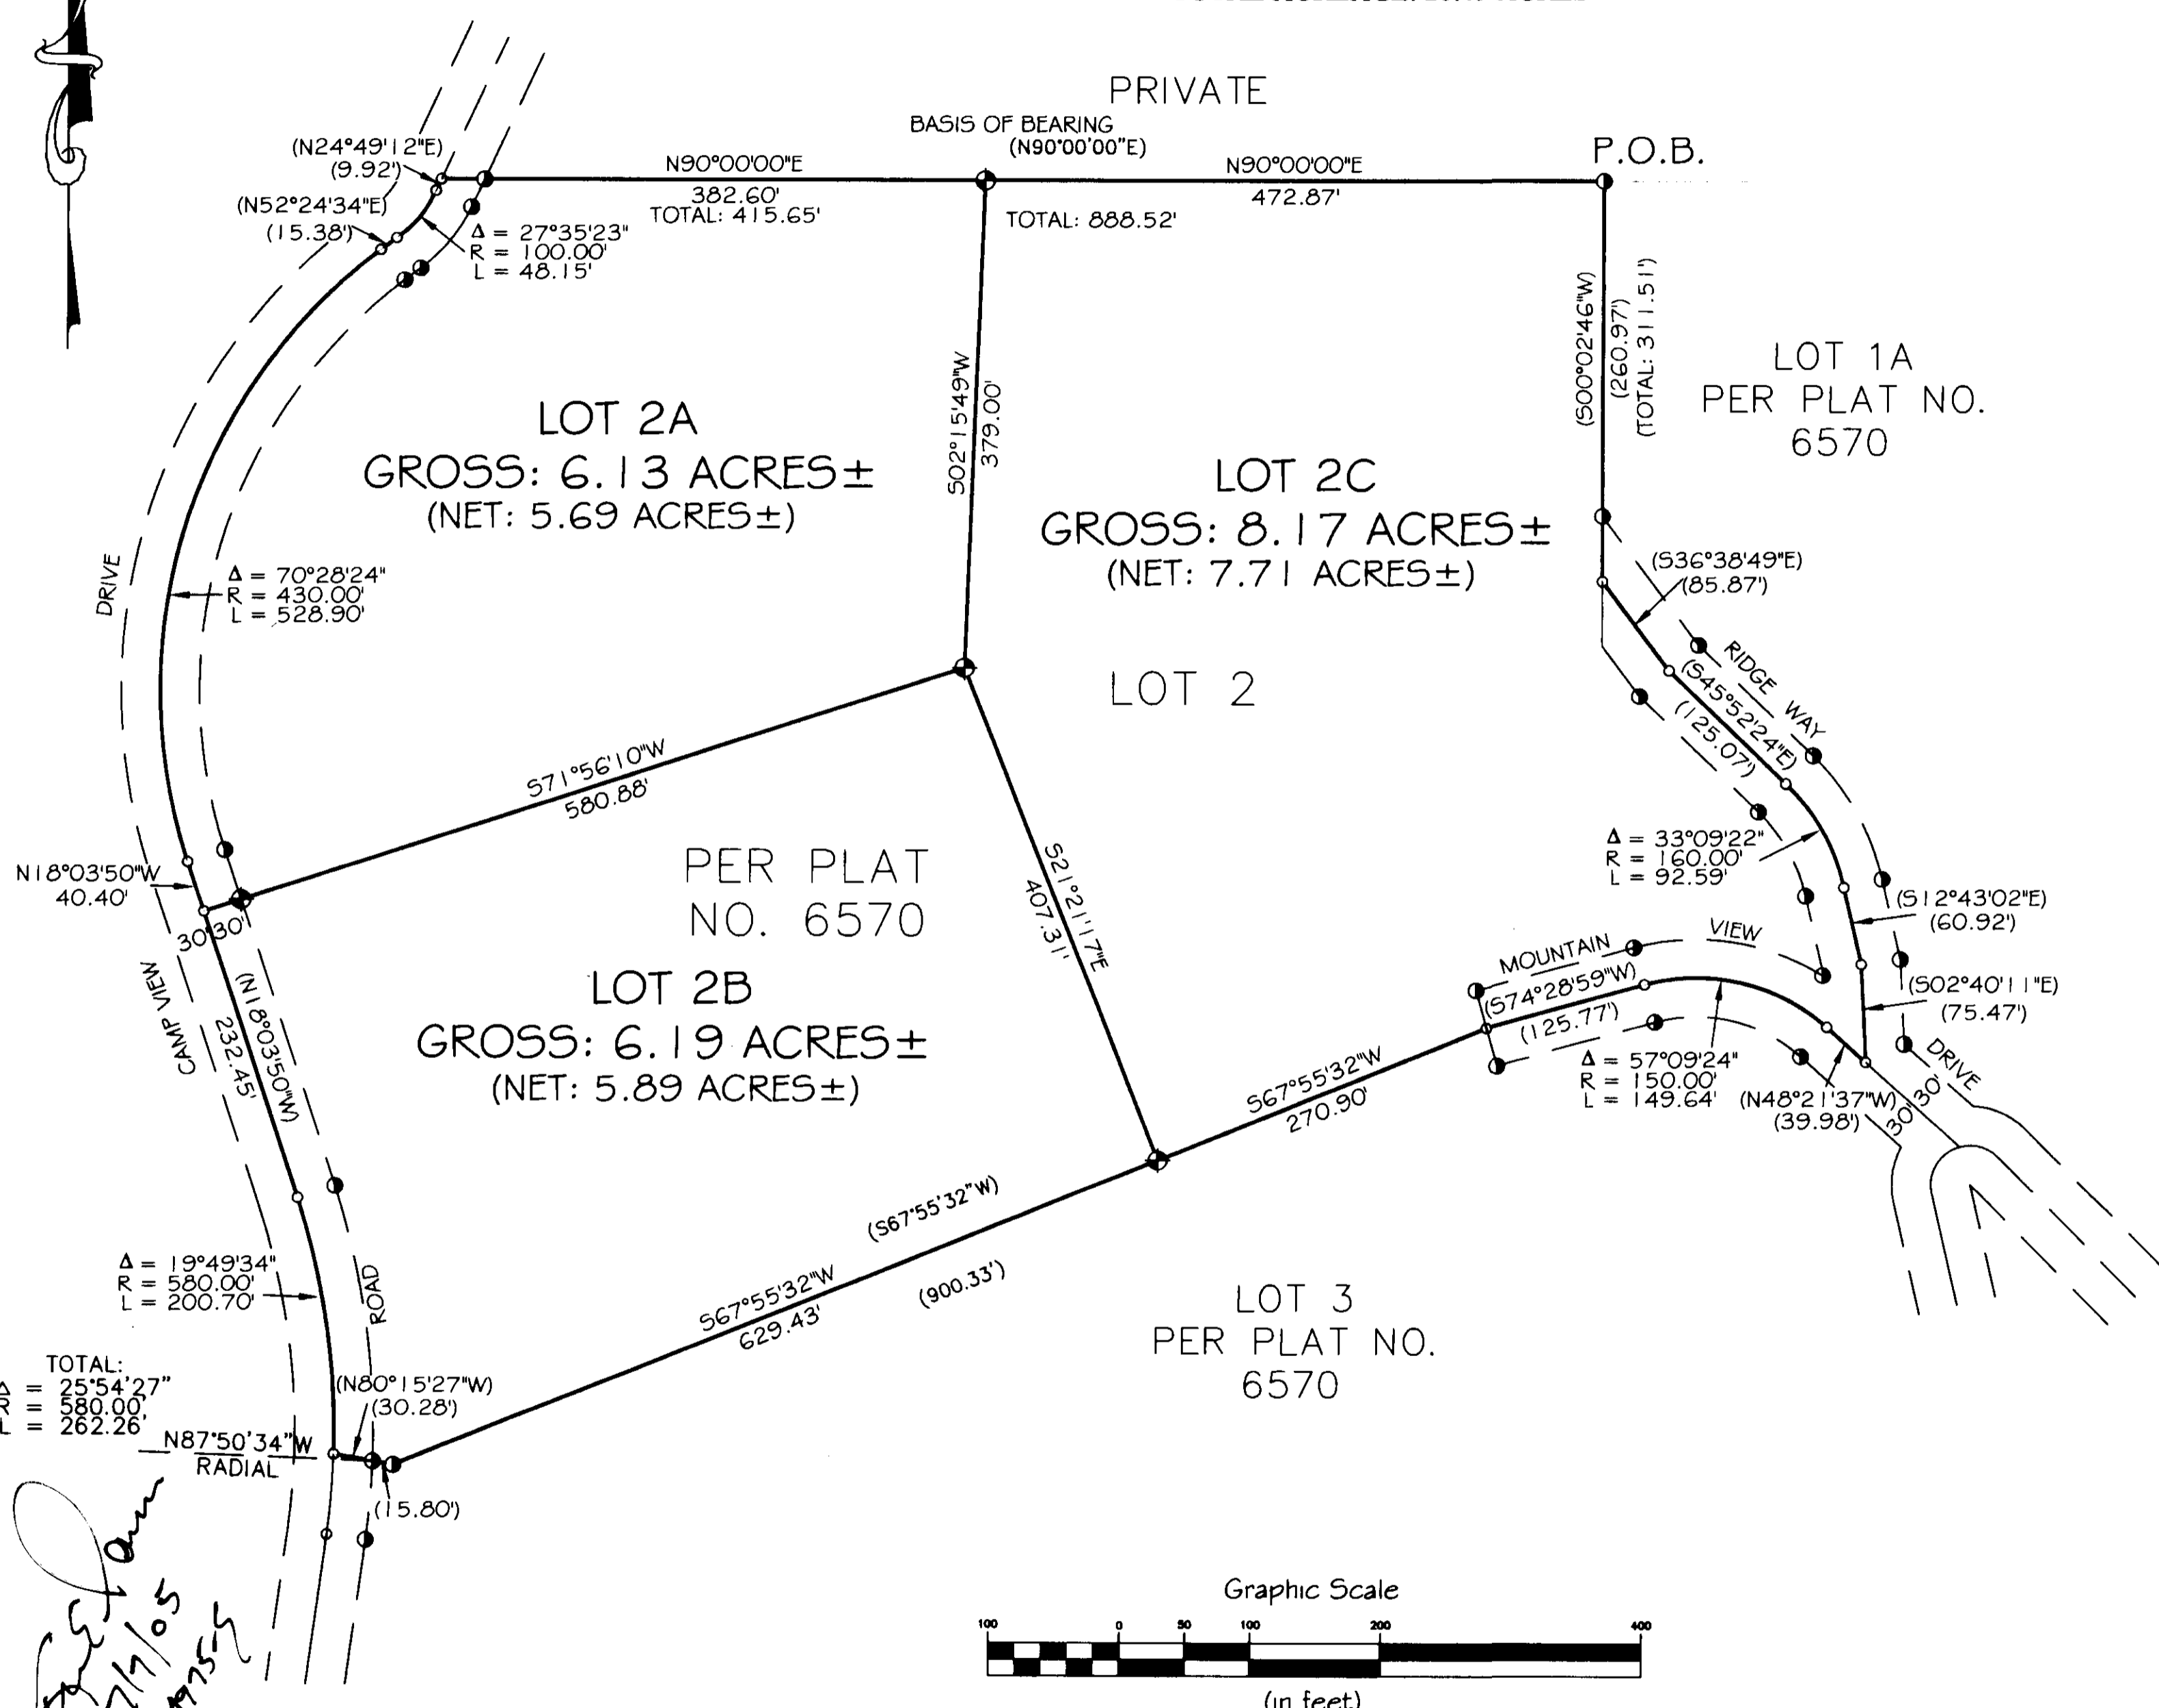 PRIVATE
BASIS OF BEARING
(N90°00'00"E)
P.O.B.
(N24°49'12"E)
(9.92')
N90°00'00"E
382.60'
TOTAL: 415.65'
N90°00'00"E
472.87'
TOTAL: 888.52'
(N52°24'34"E)
(15.38')
Δ = 27°35'23"
R = 100.00'
L = 48.15'
(S00°02'46"W)
(260.97')
(TOTAL: 311.51')
LOT 1A
PER PLAT NO.
6570
S02°15'49"W
379.00'
LOT 2A
GROSS: 6.13 ACRES±
(NET: 5.69 ACRES±)
LOT 2C
GROSS: 8.17 ACRES±
(NET: 7.71 ACRES±)
DRIVE
Δ = 70°28'24"
R = 430.00'
L = 528.90'
(S36°38'49"E)
(85.87')
RIDGE WAY
(S45°52'24"E)
(125.07')
LOT 2
S71°56'10"W
580.88'
N18°03'50"W
40.40'
30' 30'
PER PLAT
NO. 6570
S21°21'17"E
407.31'
Δ = 33°09'22"
R = 160.00'
L = 92.59'
(S12°43'02"E)
(60.92')
MOUNTAIN VIEW
(S74°28'59"W)
(125.77')
(S02°40'11"E)
(75.47')
CAMP VIEW
(N18°03'50"W)
232.45'
LOT 2B
GROSS: 6.19 ACRES±
(NET: 5.89 ACRES±)
S67°55'32"W
270.90'
Δ = 57°09'24"
R = 150.00'
L = 149.64'
(N48°21'37"W)
(39.98')
30' 30'
DRIVE
(S67°55'32"W)
(900.33')
S67°55'32"W
629.43'
Δ = 19°49'34"
R = 580.00'
L = 200.70'
ROAD
LOT 3
PER PLAT NO.
6570
TOTAL:
Δ = 25°54'27"
R = 580.00'
L = 262.26'
(N80°15'27"W)
(30.28')
N87°50'34"W
RADIAL
(15.80')
Graphic Scale
100 0 50 100 200 400
(in feet)